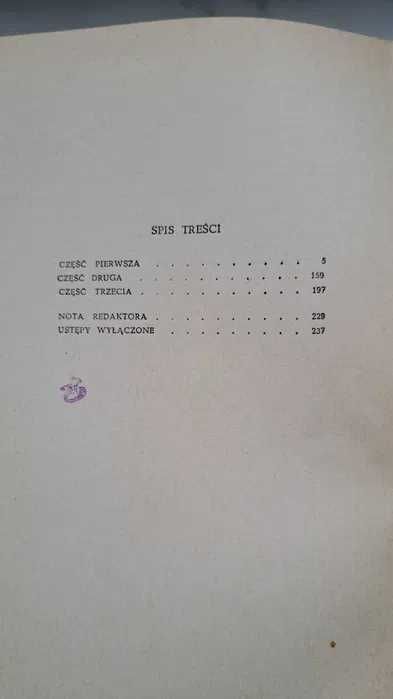 SPIS TREŚCI
CZĘŚĆ PIERWSZA . . . . . . . . . . 5
CZĘŚĆ DRUGA . . . . . . . . . . . 159
CZĘŚĆ TRZECIA . . . . . . . . . . . 197
NOTA REDAKTORA . . . . . . . . . . 229
USTĘPY WYŁĄCZONE . . . . . . . . . 237